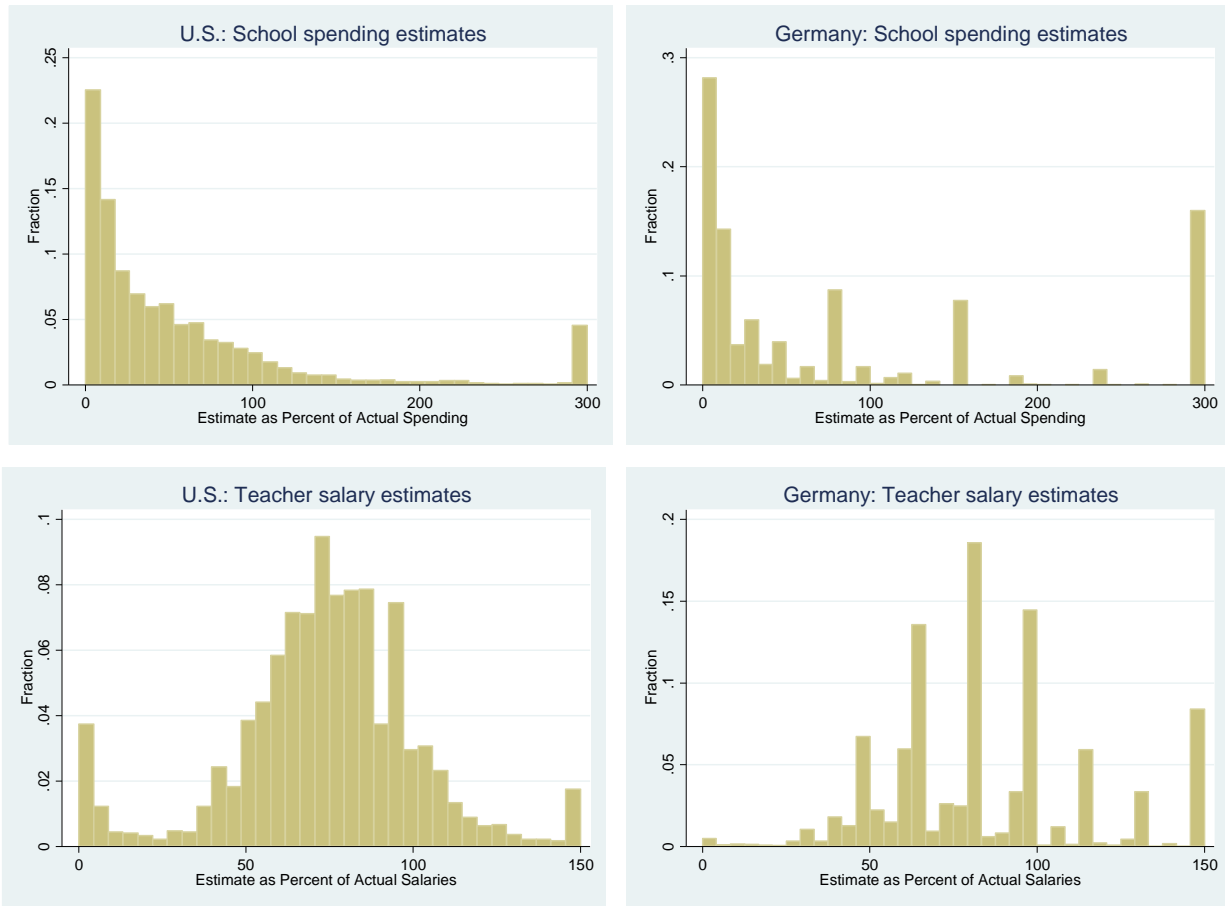 U.S.: School spending estimates
.25
.2
.15
.1
.05
0
Fraction
0 100 200 300
Estimate as Percent of Actual Spending
Germany: School spending estimates
.3
.2
.1
0
Fraction
0 100 200 300
Estimate as Percent of Actual Spending
U.S.: Teacher salary estimates
.1
.08
.06
.04
.02
0
Fraction
0 50 100 150
Estimate as Percent of Actual Salaries
Germany: Teacher salary estimates
.2
.15
.1
.05
0
Fraction
0 50 100 150
Estimate as Percent of Actual Salaries